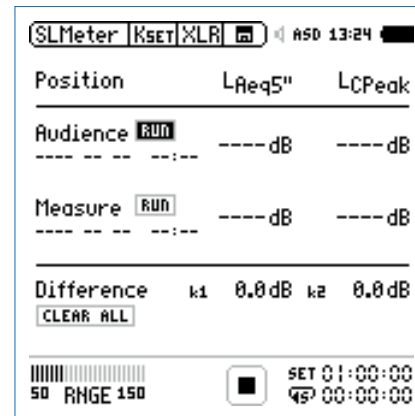 SLMeter KSET XLR ASD 13:24
Position LAeq5" LCPeak
Audience RUN ----dB ----dB
---- -- -- --:--
Measure RUN ----dB ----dB
---- -- -- --:--
Difference k1 0.0dB k2 0.0dB
CLEAR ALL
SET 01:00:00
50 RNGE 150 00:00:00